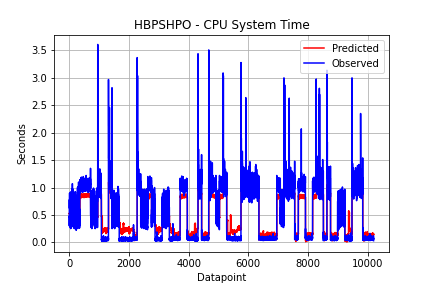 HBPSHPO - CPU System Time
Predicted
Observed
3.5
3.0
2.5
2.0
1.5
1.0
0.5
0.0
Seconds
0 2000 4000 6000 8000 10000
Datapoint